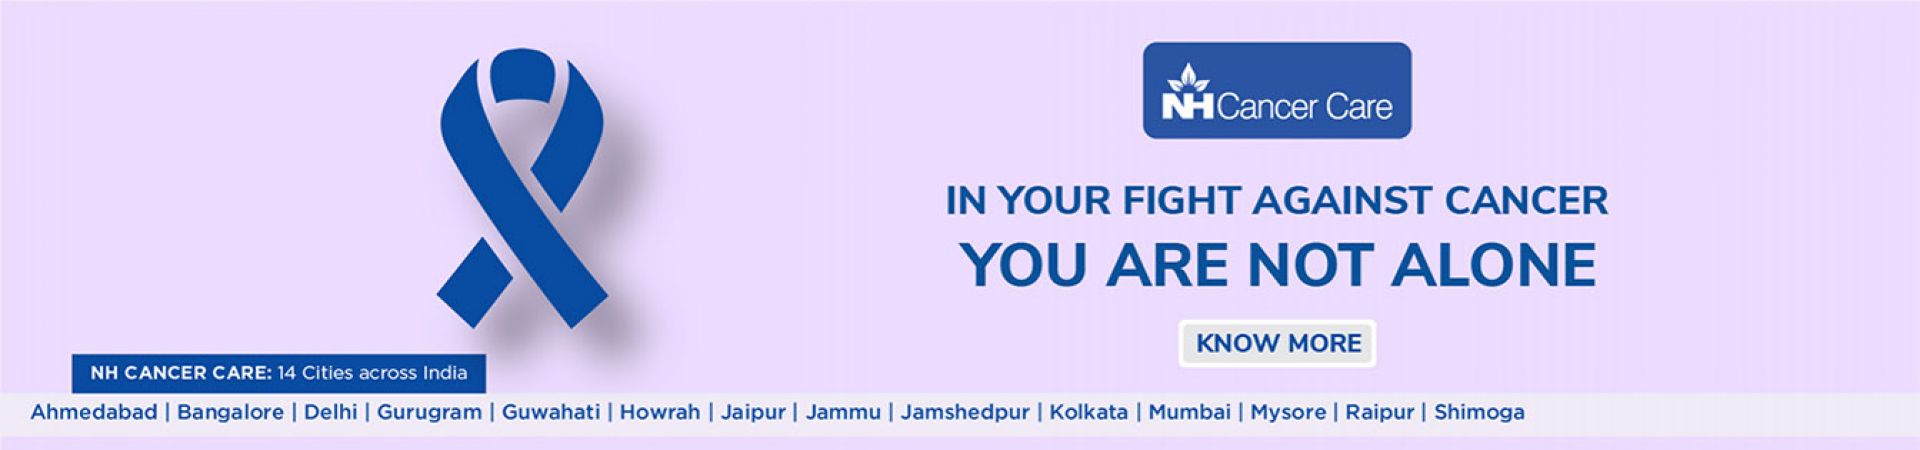 NH Cancer Care
IN YOUR FIGHT AGAINST CANCER
YOU ARE NOT ALONE
KNOW MORE
NH CANCER CARE: 14 Cities across India
Ahmedabad | Bangalore | Delhi | Gurugram | Guwahati | Howrah | Jaipur | Jammu | Jamshedpur | Kolkata | Mumbai | Mysore | Raipur | Shimoga